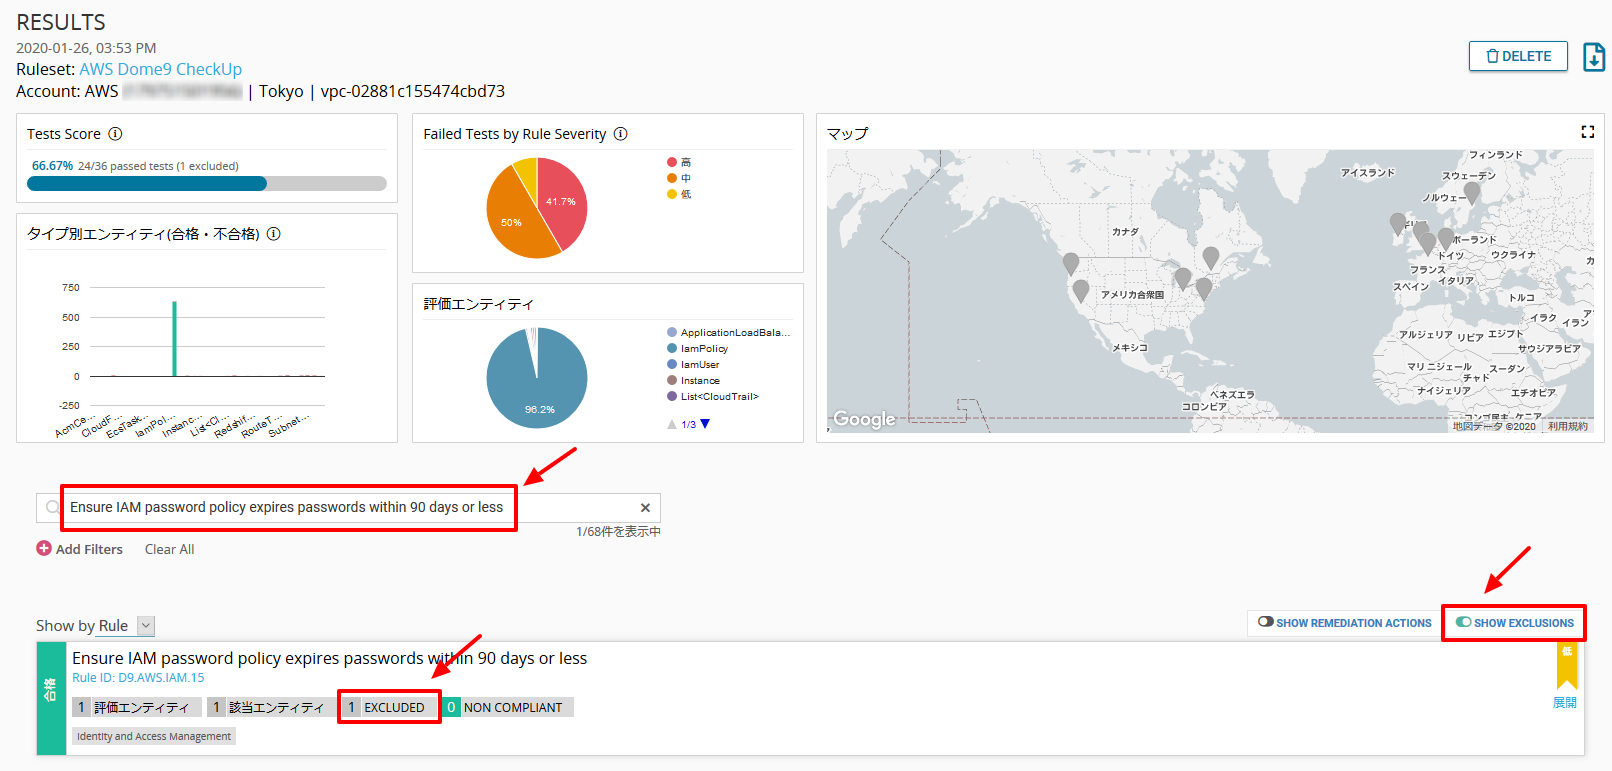 RESULTS
2020-01-26, 03:53 PM
Ruleset: AWS Dome9 CheckUp
Account: AWS | Tokyo | vpc-02881c155474cbd73
DELETE
Tests Score
66.67% 24/36 passed tests (1 excluded)
タイプ別エンティティ(合格・不合格)
750
500
250
0
-250
AcmCe...
CloudF...
EcsTask...
IamPol...
Instanc...
List<Cl...
Redshif...
RouteT...
Subnet...
Failed Tests by Rule Severity
41.7%
50%
高
中
低
評価エンティティ
96.2%
ApplicationLoadBala...
IamPolicy
IamUser
Instance
List<CloudTrail>
1/3
マップ
フィンランド
アイスランド
スウェーデン
ノルウェー
カナダ
ポーランド
ドイツ
ウクライナ
フランス
イタリア
スペイン
アメリカ合衆国
トルコ
イラク
イラン
アルジェリア
リビア
エジプト
サウジアラビア
メキシコ
マリ
ニジェール
チャド
スーダン
ナイジェリア
エチオピア
ベネズエラ
コロンビア
コンゴ民主
ケニア
Google
地図データ ©2020
利用規約
Ensure IAM password policy expires passwords within 90 days or less
1/68件を表示中
Add Filters
Clear All
Show by Rule
SHOW REMEDIATION ACTIONS
SHOW EXCLUSIONS
合格
Ensure IAM password policy expires passwords within 90 days or less
低
Rule ID: D9.AWS.IAM.15
1 評価エンティティ
1 該当エンティティ
1 EXCLUDED
0 NON COMPLIANT
展開
Identity and Access Management